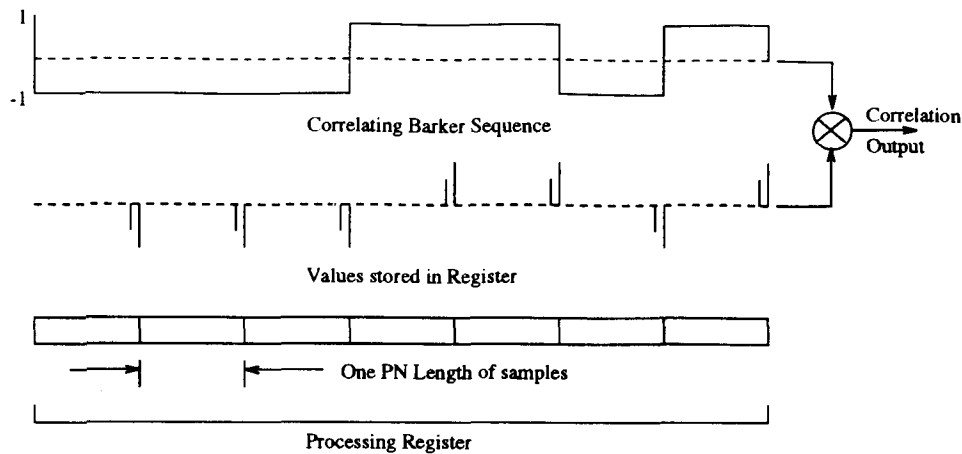 1
-1
Correlating Barker Sequence
Correlation
Output
Values stored in Register
One PN Length of samples
Processing Register